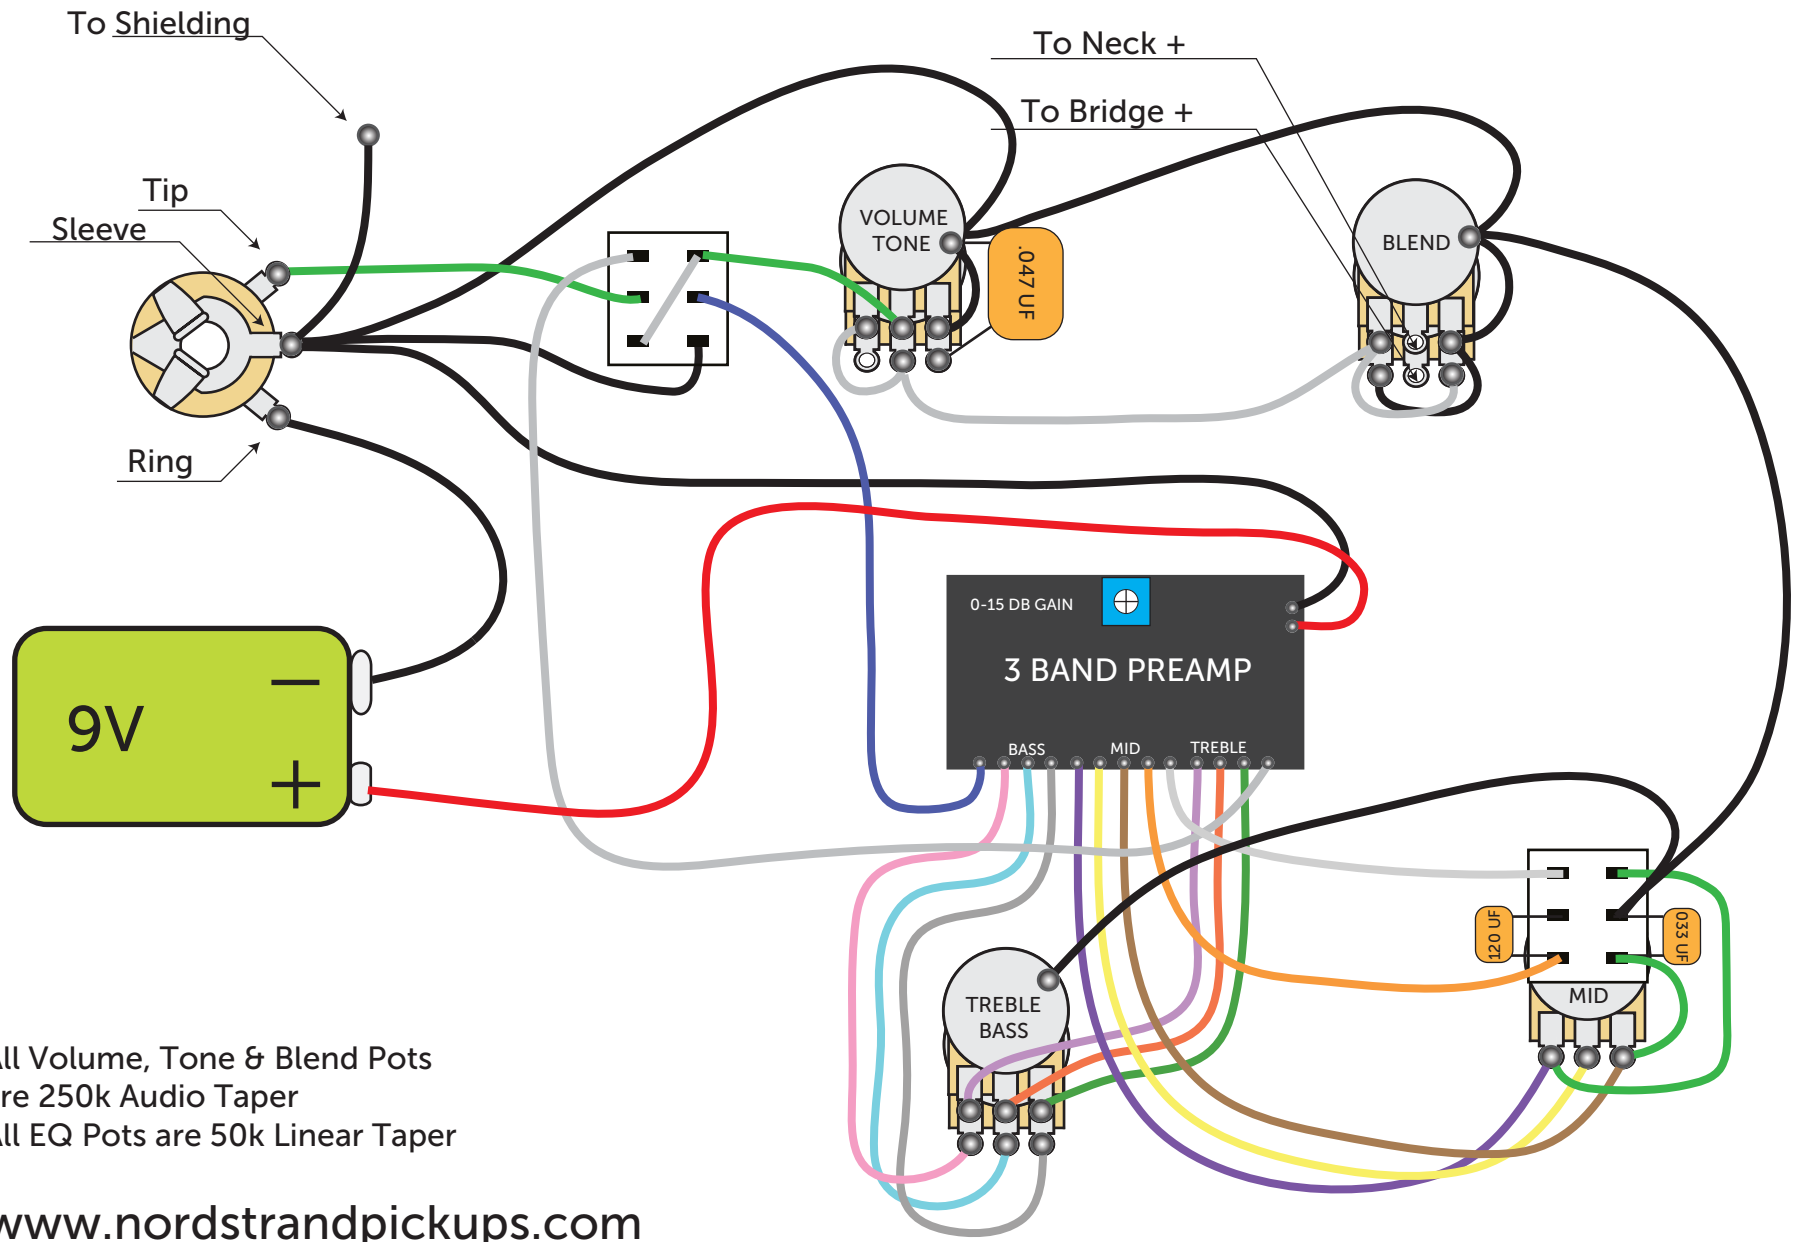 To Shielding
To Neck +
To Bridge +
Tip
Sleeve
VOLUME
TONE
.047 UF
BLEND
Ring
0-15 DB GAIN
3 BAND PREAMP
9V
− 
+
BASS
MID
TREBLE
120 UF
033 UF
MID
TREBLE
BASS
ll Volume, Tone & Blend Pots
re 250k Audio Taper
ll EQ Pots are 50k Linear Taper
www.nordstrandpickups.com